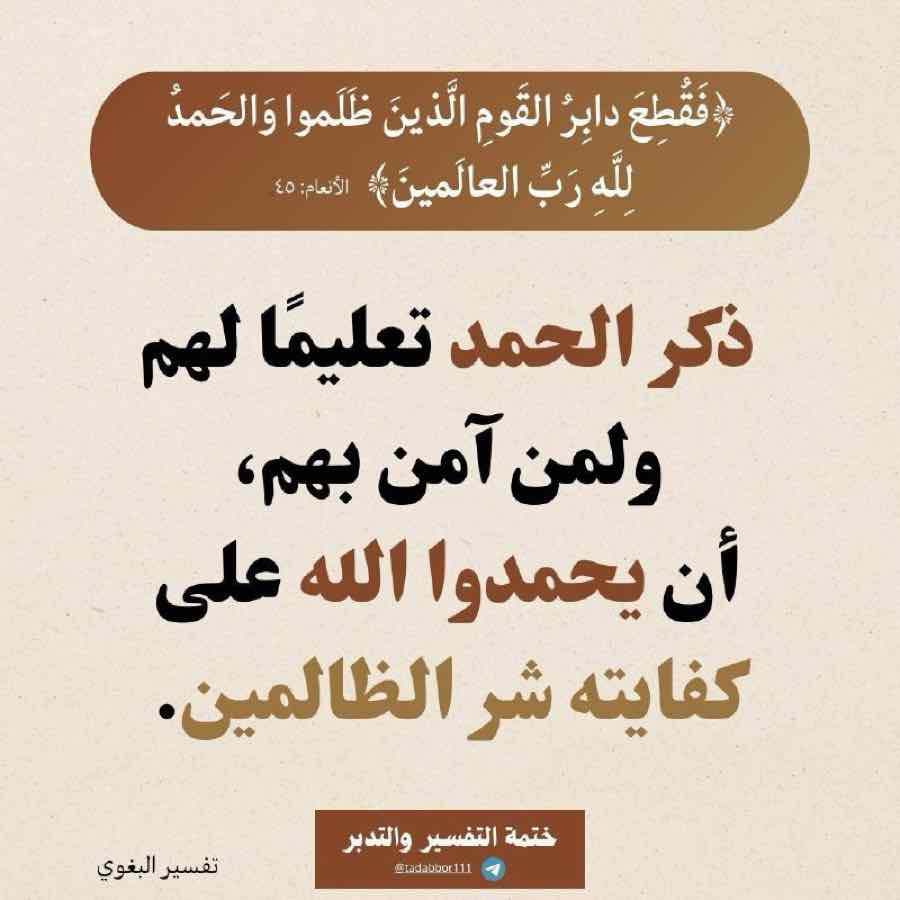 ﴿فَقُطِعَ دابِرُ القَومِ الَّذينَ ظَلَموا وَالحَمدُ
لِلَّهِ رَبِّ العالَمينَ﴾ الأنعام: ٤٥
ذكر الحمد تعليمًا لهم
ولمن آمن بهم،
أن يحمدوا الله على
كفايته شر الظالمين.
ختمة التفسير والتدبر
@tadabbor111
تفسير البغوي